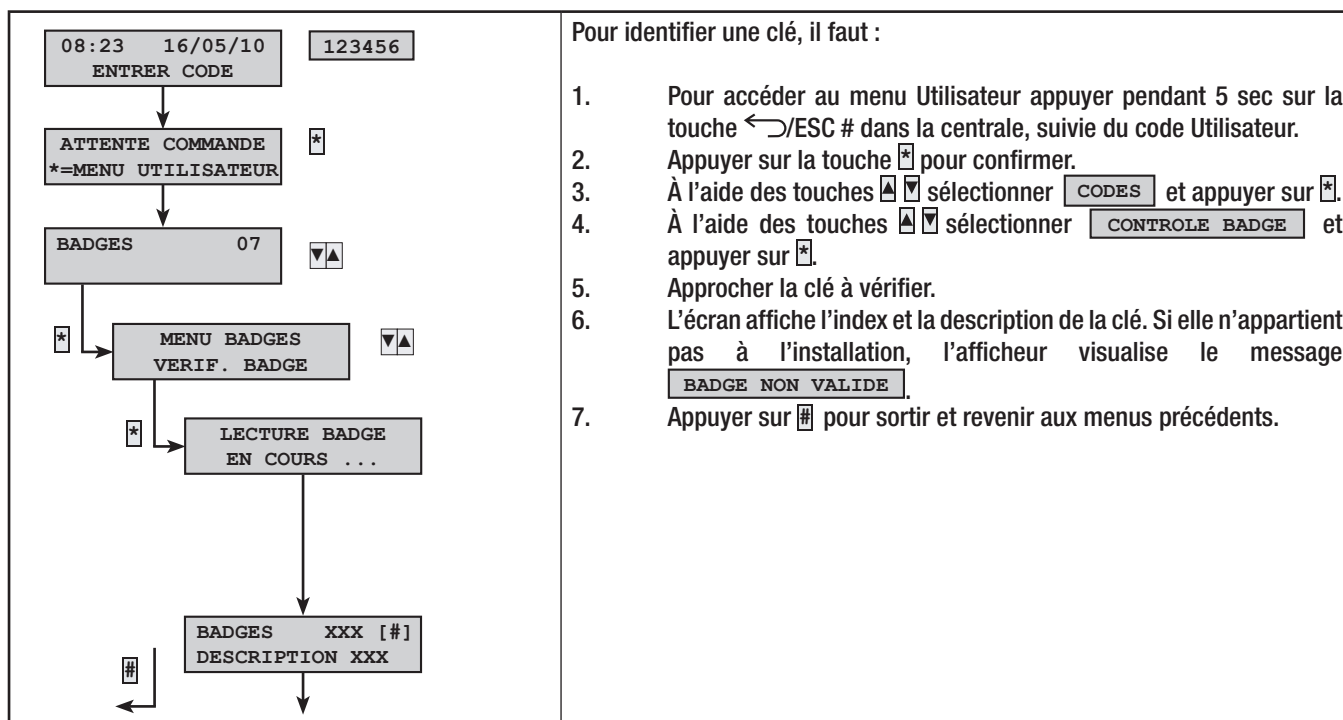 08:23 16/05/10
ENTRER CODE
123456
ATTENTE COMMANDE
*=MENU UTILISATEUR
*
BADGES 07
▼▲
*
MENU BADGES
VERIF. BADGE
▼▲
*
LECTURE BADGE
EN COURS ...
BADGES XXX [#]
DESCRIPTION XXX
#
Pour identifier une clé, il faut :
1. Pour accéder au menu Utilisateur appuyer pendant 5 sec sur la
touche ↩/ESC # dans la centrale, suivie du code Utilisateur.
2. Appuyer sur la touche * pour confirmer.
3. À l’aide des touches ▲ ▼ sélectionner CODES et appuyer sur *.
4. À l’aide des touches ▲ ▼ sélectionner CONTROLE BADGE et
appuyer sur *.
5. Approcher la clé à vérifier.
6. L’écran affiche l’index et la description de la clé. Si elle n’appartient
pas à l’installation, l’afficheur visualise le message
BADGE NON VALIDE .
7. Appuyer sur # pour sortir et revenir aux menus précédents.